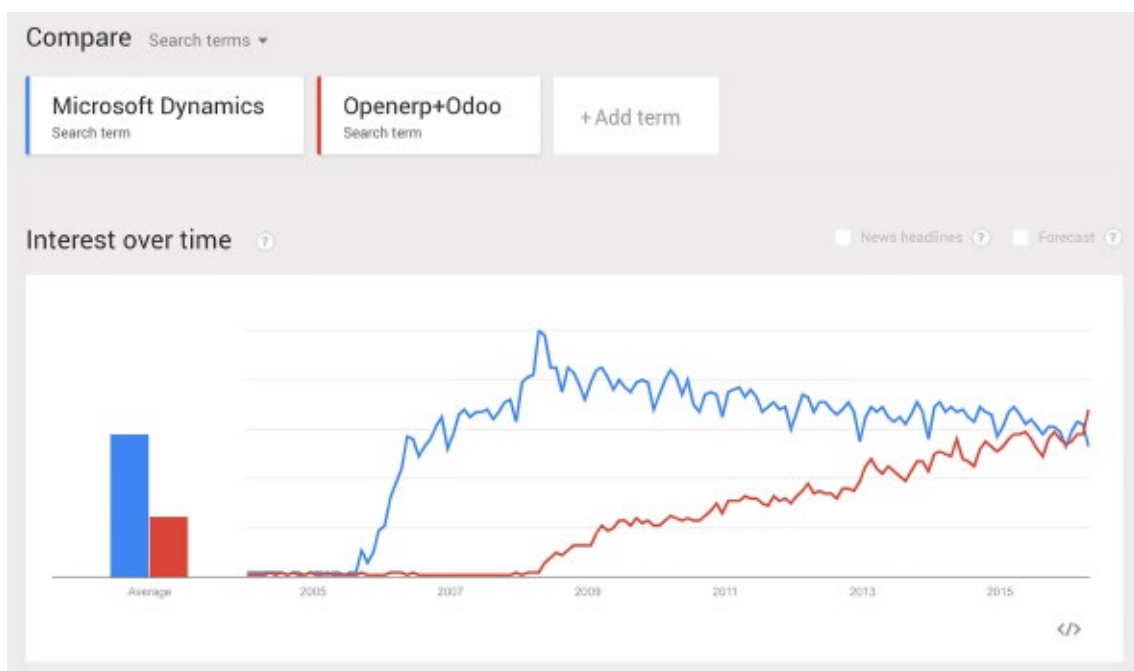 Compare Search terms
Microsoft Dynamics
Search term
Openerp+Odoo
Search term
+ Add term
Interest over time ?
News headlines ? Forecast ?
Average 2005 2007 2009 2011 2013 2015
</>